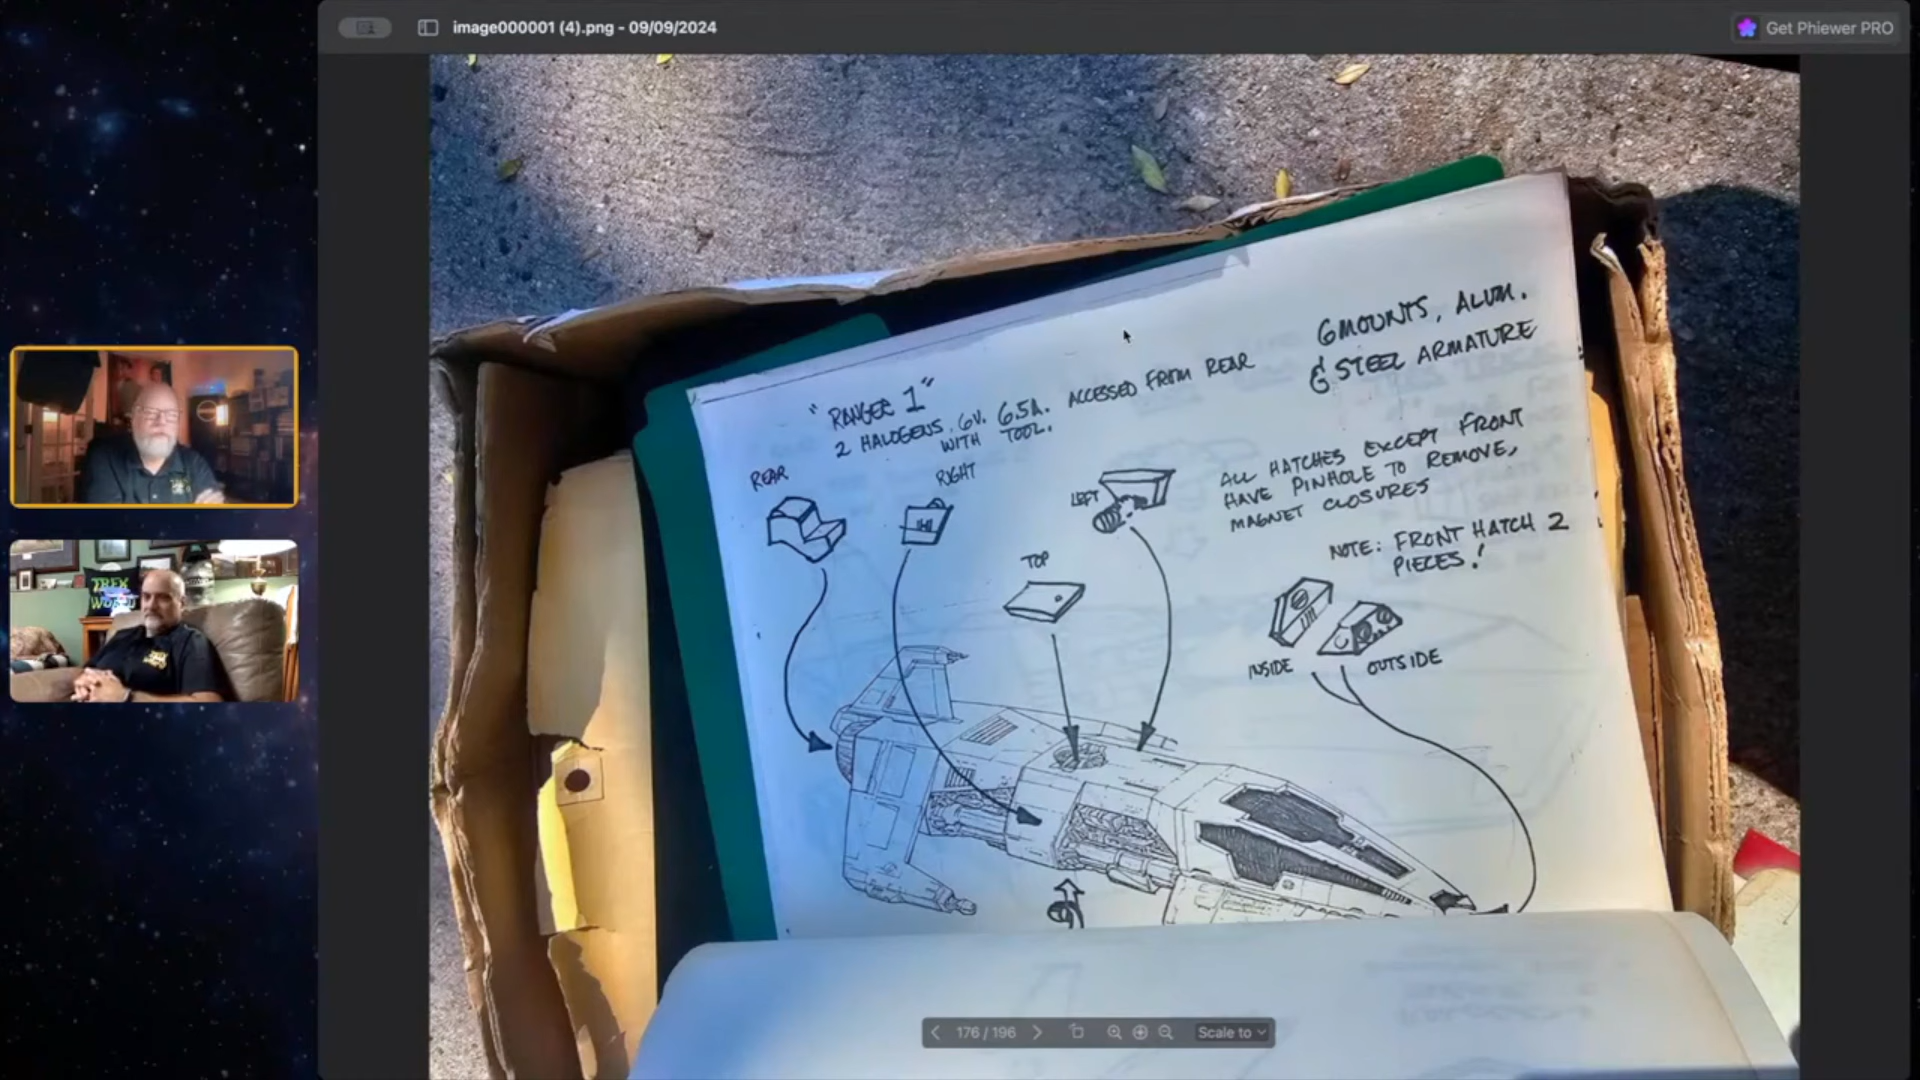 image000001 (4).png - 09/09/2024
Get Phiewer PRO
6 MOUNTS, ALUM.
& STEEL ARMATURE
"RANGER 1"
2 HALOGENS, 6V. 6.5A. ACCESSED FROM REAR
WITH TOOL.
ALL HATCHES EXCEPT FRONT
HAVE PINHOLE TO REMOVE,
MAGNET CLOSURES
NOTE: FRONT HATCH 2
PIECES!
REAR
RIGHT
LEFT
TOP
INSIDE
OUTSIDE
TREK
WORLD
176 / 196
Scale to